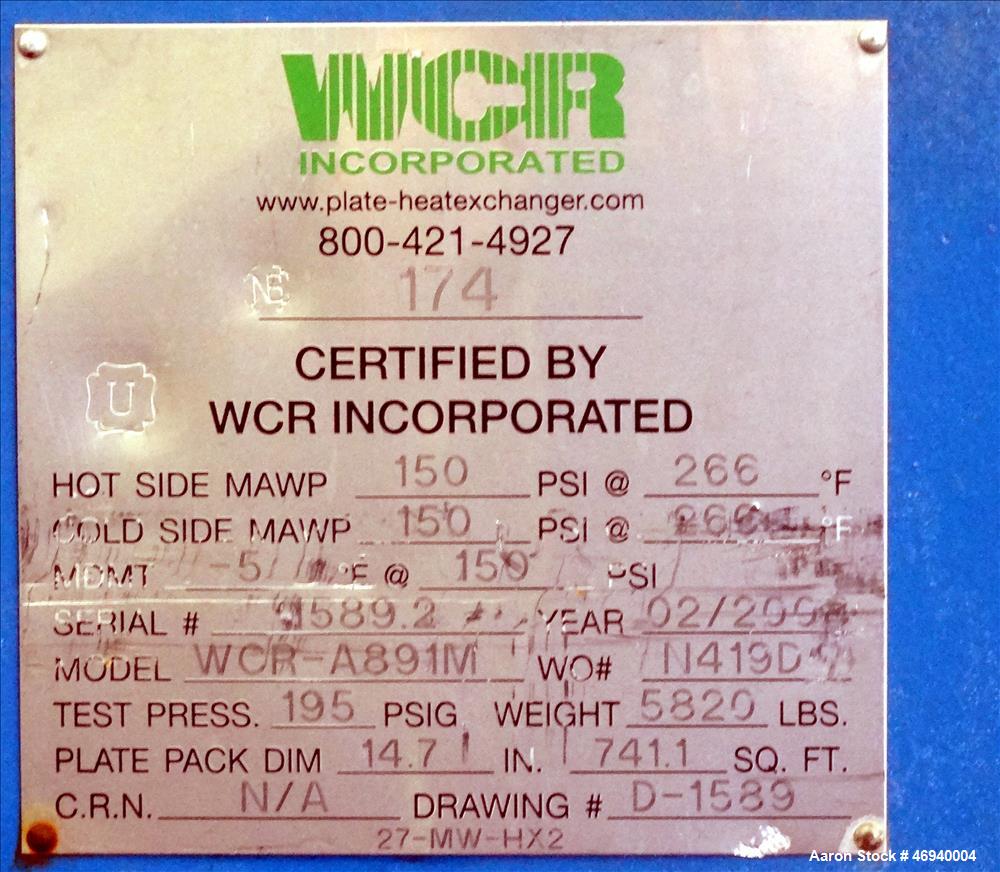 WCR
INCORPORATED
www.plate-heatexchanger.com
800-421-4927
NB 174
U
CERTIFIED BY
WCR INCORPORATED
HOT SIDE MAWP 150 PSI @ 266 °F
COLD SIDE MAWP 150 PSI @ 266 °F
MDMT -5 °F @ 150 PSI
SERIAL # YEAR
MODEL WCR-A891M WO# N419D
TEST PRESS. 195 PSIG WEIGHT 5820 LBS.
PLATE PACK DIM 14.7 IN. 741.1 SQ. FT.
C.R.N. N/A DRAWING # D-1589
27-MW-HX2
Aaron Stock # 46940004